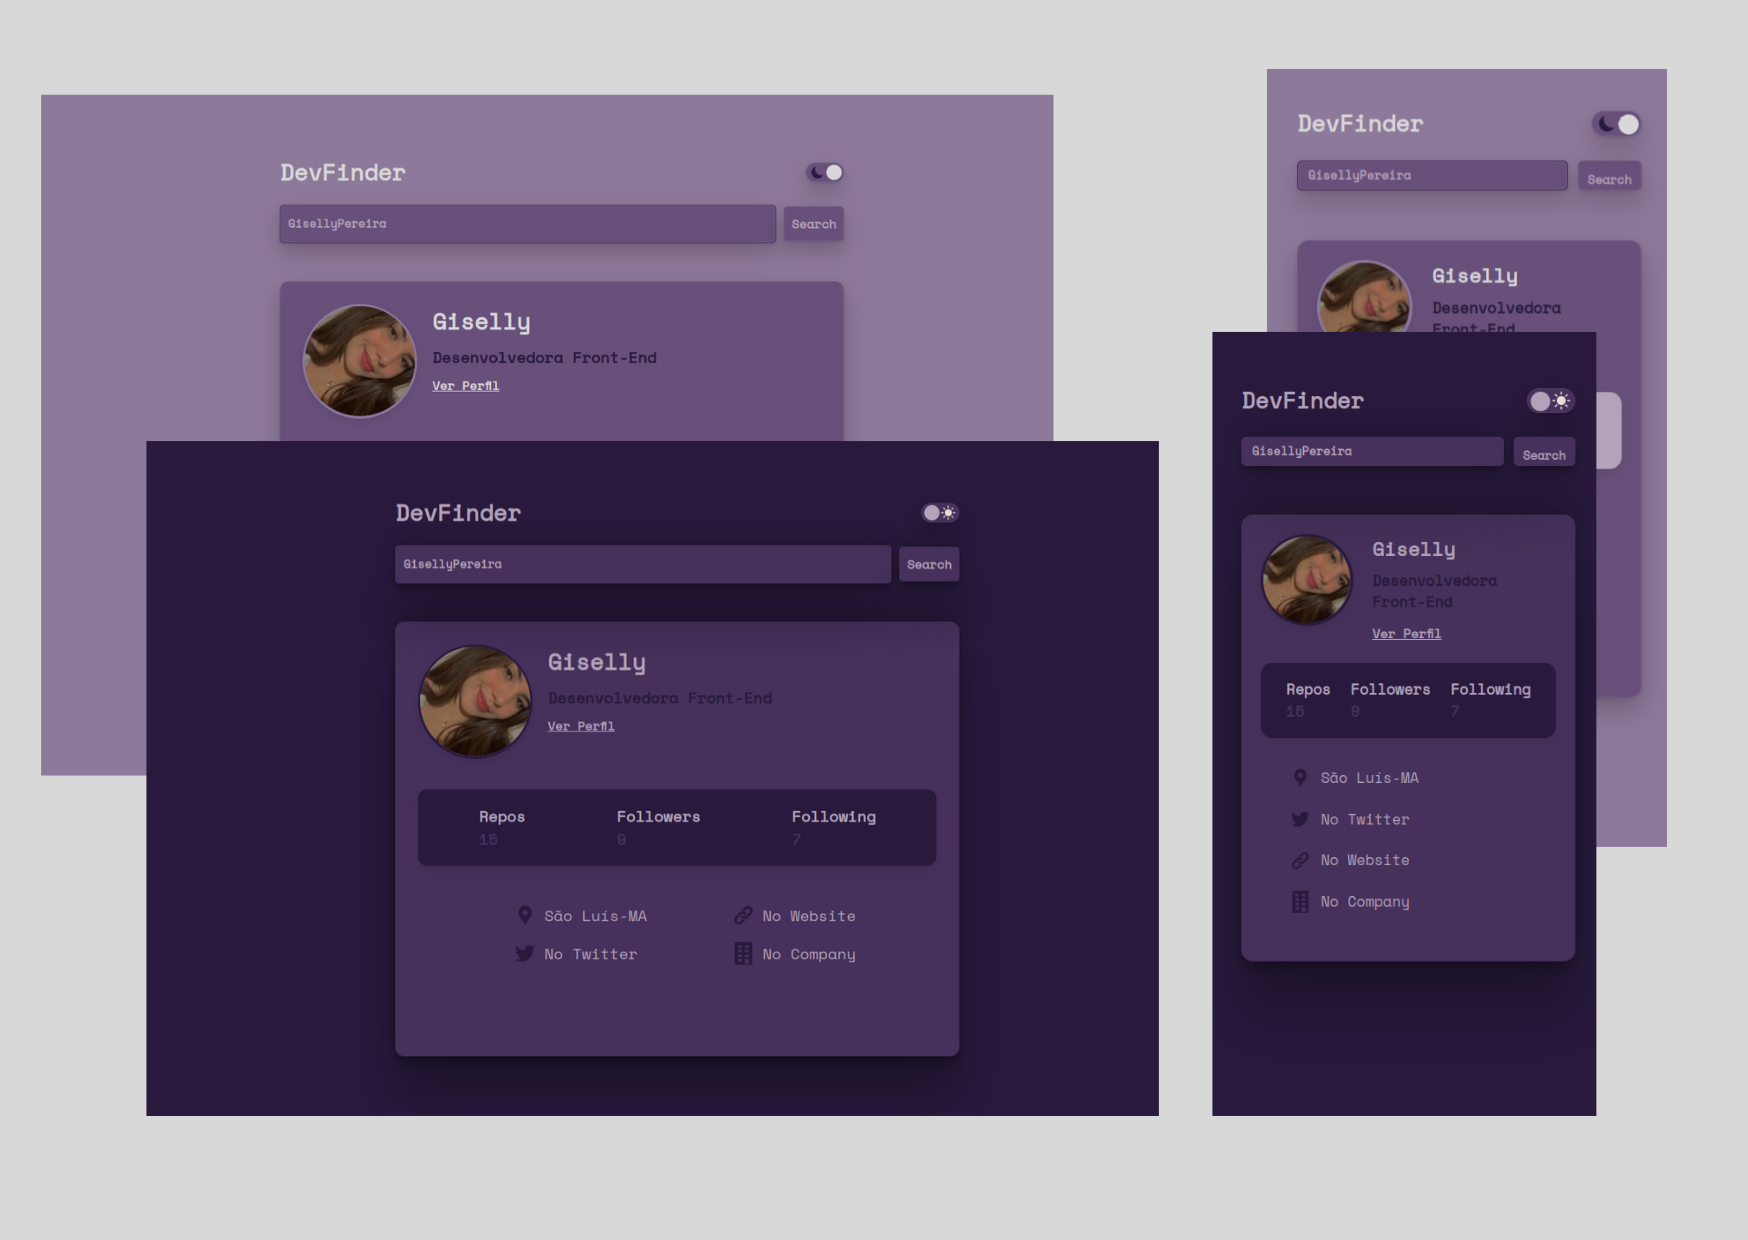 DevFinder
GisellyPereira
Search
Giselly
Desenvolvedora Front-End
Ver Perfil
DevFinder
GisellyPereira
Search
Giselly
Desenvolvedora Front-End
Ver Perfil
Repos Followers Following
15 9 7
São Luís-MA No Website
No Twitter No Company
DevFinder
GisellyPereira
Search
Giselly
Desenvolvedora
Front-End
DevFinder
GisellyPereira
Search
Giselly
Desenvolvedora
Front-End
Ver Perfil
Repos Followers Following
15 9 7
São Luís-MA
No Twitter
No Website
No Company